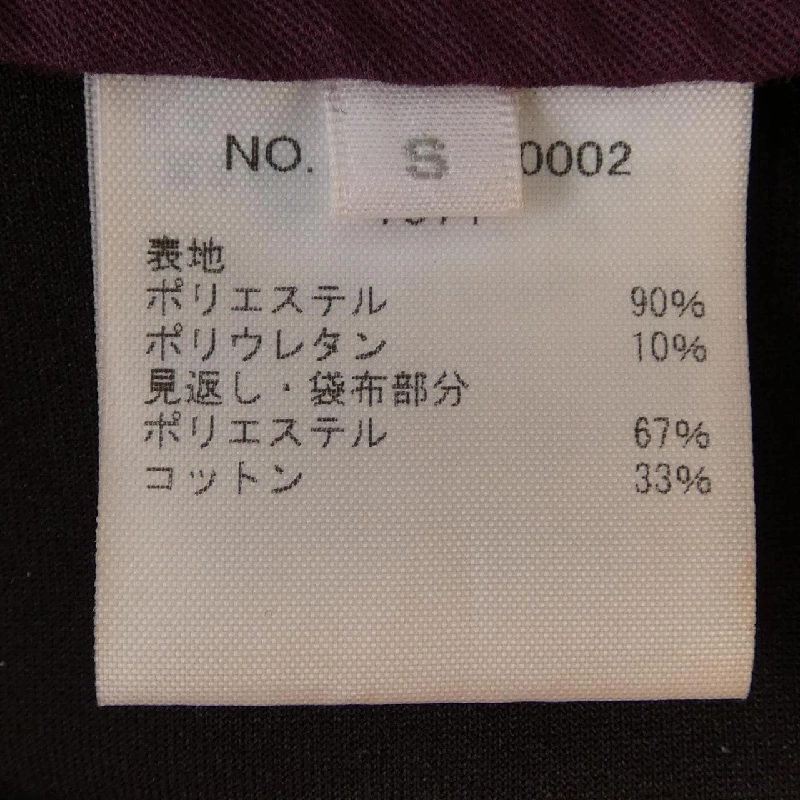 NO. S 0002
表地
ポリエステル 90%
ポリウレタン 10%
見返し・袋布部分
ポリエステル 67%
コットン 33%